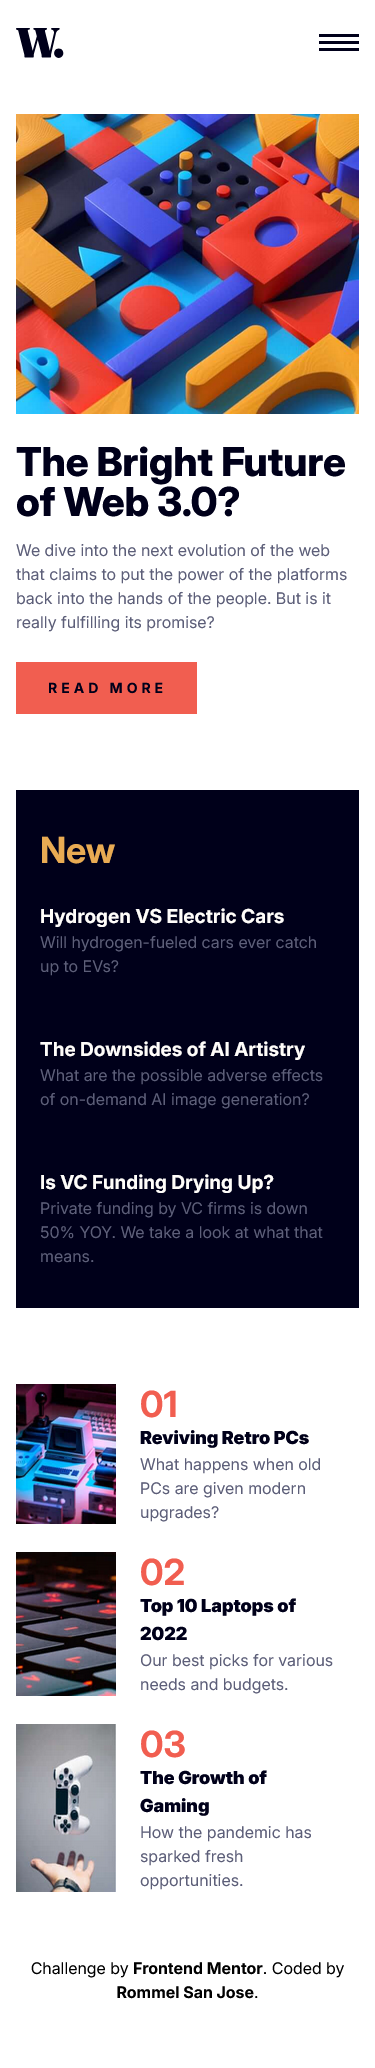 W.
The Bright Future
of Web 3.0?
We dive into the next evolution of the web
that claims to put the power of the platforms
back into the hands of the people. But is it
really fulfilling its promise?
READ MORE
New
Hydrogen VS Electric Cars
Will hydrogen-fueled cars ever catch
up to EVs?
The Downsides of AI Artistry
What are the possible adverse effects
of on-demand AI image generation?
Is VC Funding Drying Up?
Private funding by VC firms is down
50% YOY. We take a look at what that
means.
01
Reviving Retro PCs
What happens when old
PCs are given modern
upgrades?
02
Top 10 Laptops of
2022
Our best picks for various
needs and budgets.
03
The Growth of
Gaming
How the pandemic has
sparked fresh
opportunities.
Challenge by Frontend Mentor. Coded by
Rommel San Jose.